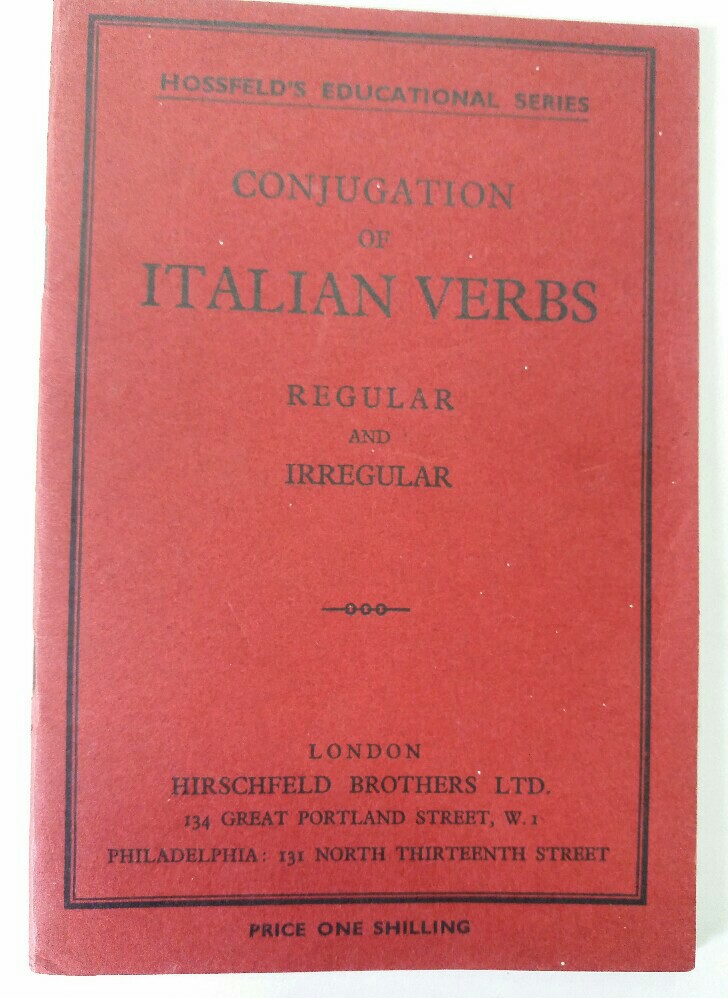 HOSSFELD'S EDUCATIONAL SERIES
CONJUGATION
OF
ITALIAN VERBS
REGULAR
AND
IRREGULAR
LONDON
HIRSCHFELD BROTHERS LTD.
134 GREAT PORTLAND STREET, W.1
PHILADELPHIA: 131 NORTH THIRTEENTH STREET
PRICE ONE SHILLING